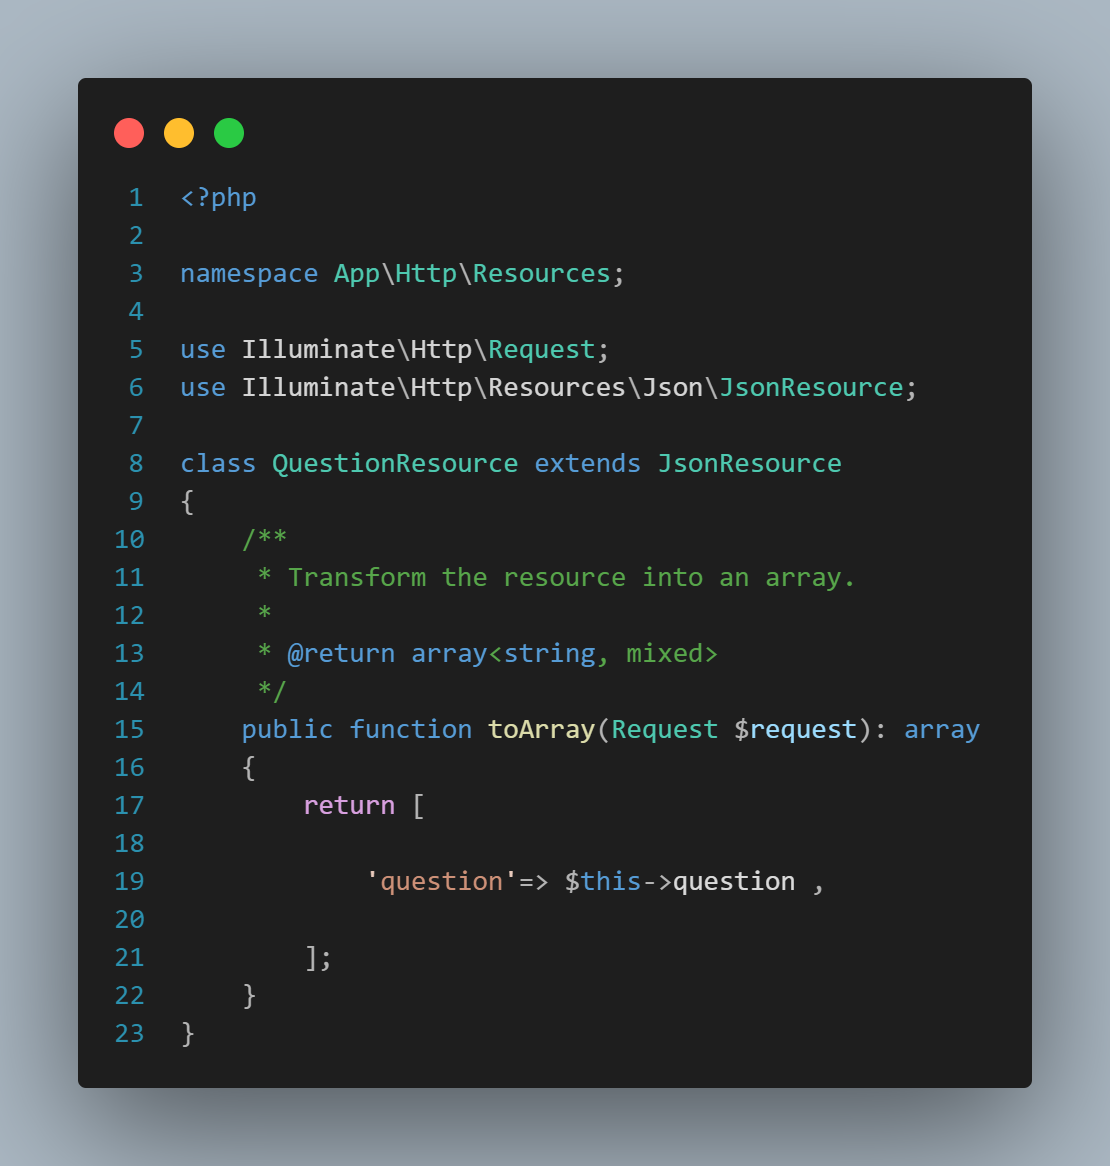 1 <?php
2
3 namespace App\Http\Resources;
4
5 use Illuminate\Http\Request;
6 use Illuminate\Http\Resources\Json\JsonResource;
7
8 class QuestionResource extends JsonResource
9 {
10     /**
11      * Transform the resource into an array.
12      *
13      * @return array<string, mixed>
14      */
15     public function toArray(Request $request): array
16     {
17         return [
18
19             'question'=> $this->question ,
20
21         ];
22     }
23 }